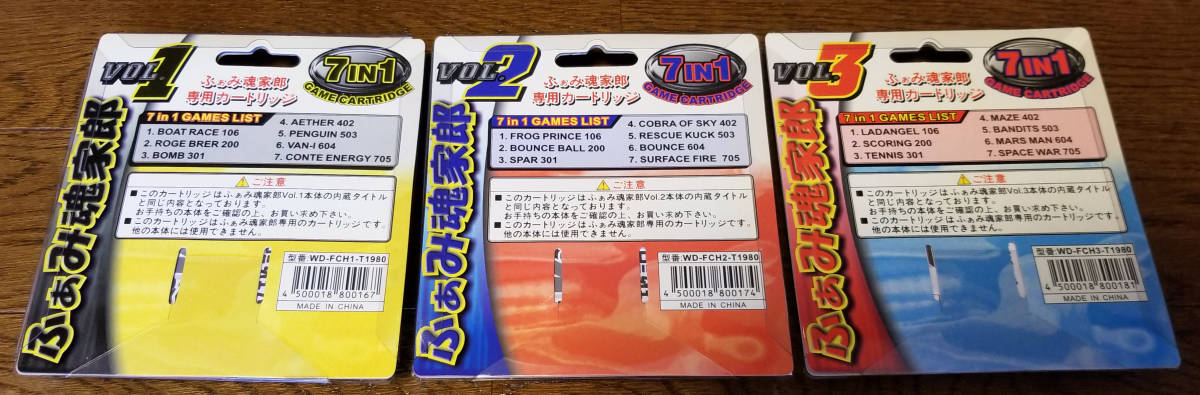 VOL.1
ふぁみ魂家郎
専用カートリッジ
7 IN 1
GAME CARTRIDGE
7 in 1 GAMES LIST
1. BOAT RACE 106
2. ROGE BRER 200
3. BOMB 301
4. AETHER 402
5. PENGUIN 503
6. VAN-I 604
7. CONTE ENERGY 705
ご注意
■このカートリッジはふぁみ魂家郎Vol.1本体の内蔵タイトル
と同じ内容となっております。
お手持ちの本体をご確認の上、お買い求め下さい。
■このカートリッジはふぁみ魂家郎専用のカートリッジです。
他の本体には使用できません。
型番:WD-FCH1-T1980
4 500018 800167
MADE IN CHINA
ふぁみ魂家郎
VOL.2
ふぁみ魂家郎
専用カートリッジ
7 IN 1
GAME CARTRIDGE
7 in 1 GAMES LIST
1. FROG PRINCE 106
2. BOUNCE BALL 200
3. SPAR 301
4. COBRA OF SKY 402
5. RESCUE KUCK 503
6. BOUNCE 604
7. SURFACE FIRE 705
ご注意
■このカートリッジはふぁみ魂家郎Vol.2本体の内蔵タイトル
と同じ内容となっております。
お手持ちの本体をご確認の上、お買い求め下さい。
■このカートリッジはふぁみ魂家郎専用のカートリッジです。
他の本体には使用できません。
型番:WD-FCH2-T1980
4 500018 800174
MADE IN CHINA
ふぁみ魂家郎
VOL.3
ふぁみ魂家郎
専用カートリッジ
7 IN 1
GAME CARTRIDGE
7 in 1 GAMES LIST
1. LADANGEL 106
2. SCORING 200
3. TENNIS 301
4. MAZE 402
5. BANDITS 503
6. MARS MAN 604
7. SPACE WAR 705
ご注意
■このカートリッジはふぁみ魂家郎Vol.3本体の内蔵タイトル
と同じ内容となっております。
お手持ちの本体をご確認の上、お買い求め下さい。
■このカートリッジはふぁみ魂家郎専用のカートリッジです。
他の本体には使用できません。
型番:WD-FCH3-T1980
4 500018 800181
MADE IN CHINA
ふぁみ魂家郎